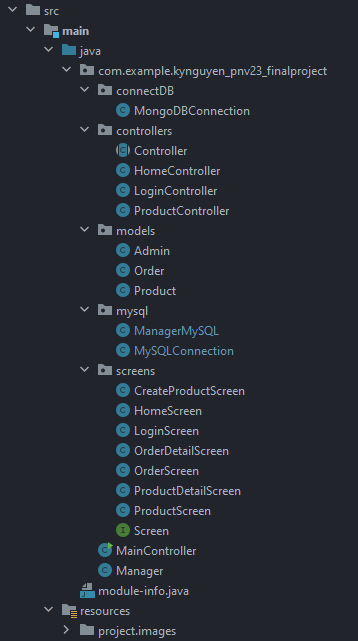 src
main
java
com.example.kynguyen_pnv23_finalproject
connectDB
MongoDBConnection
controllers
Controller
HomeController
LoginController
ProductController
models
Admin
Order
Product
mysql
ManagerMySQL
MySQLConnection
screens
CreateProductScreen
HomeScreen
LoginScreen
OrderDetailScreen
OrderScreen
ProductDetailScreen
ProductScreen
Screen
MainController
Manager
module-info.java
resources
project.images